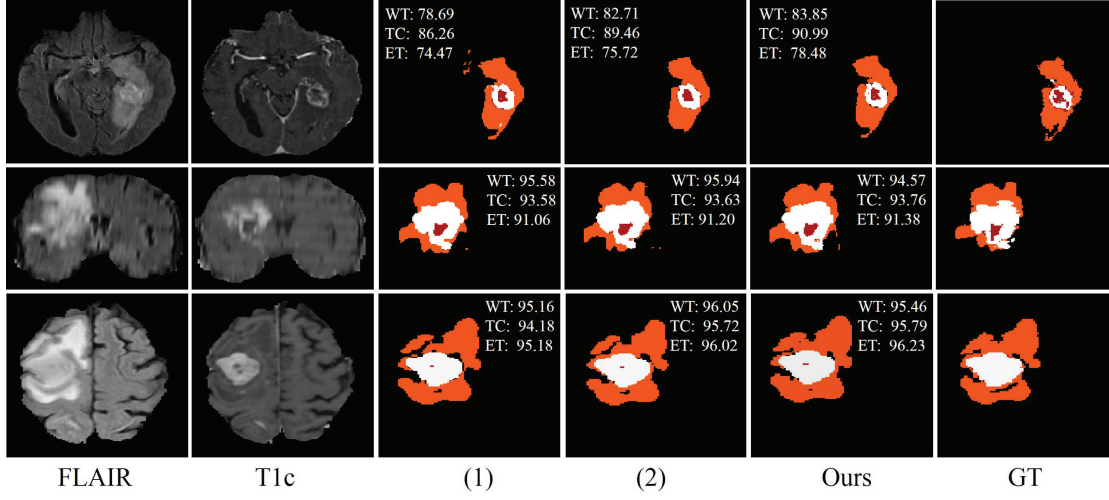 WT: 78.69
TC: 86.26
ET: 74.47
WT: 82.71
TC: 89.46
ET: 75.72
WT: 83.85
TC: 90.99
ET: 78.48
WT: 95.58
TC: 93.58
ET: 91.06
WT: 95.94
TC: 93.63
ET: 91.20
WT: 94.57
TC: 93.76
ET: 91.38
WT: 95.16
TC: 94.18
ET: 95.18
WT: 96.05
TC: 95.72
ET: 96.02
WT: 95.46
TC: 95.79
ET: 96.23
FLAIR
T1c
(1)
(2)
Ours
GT